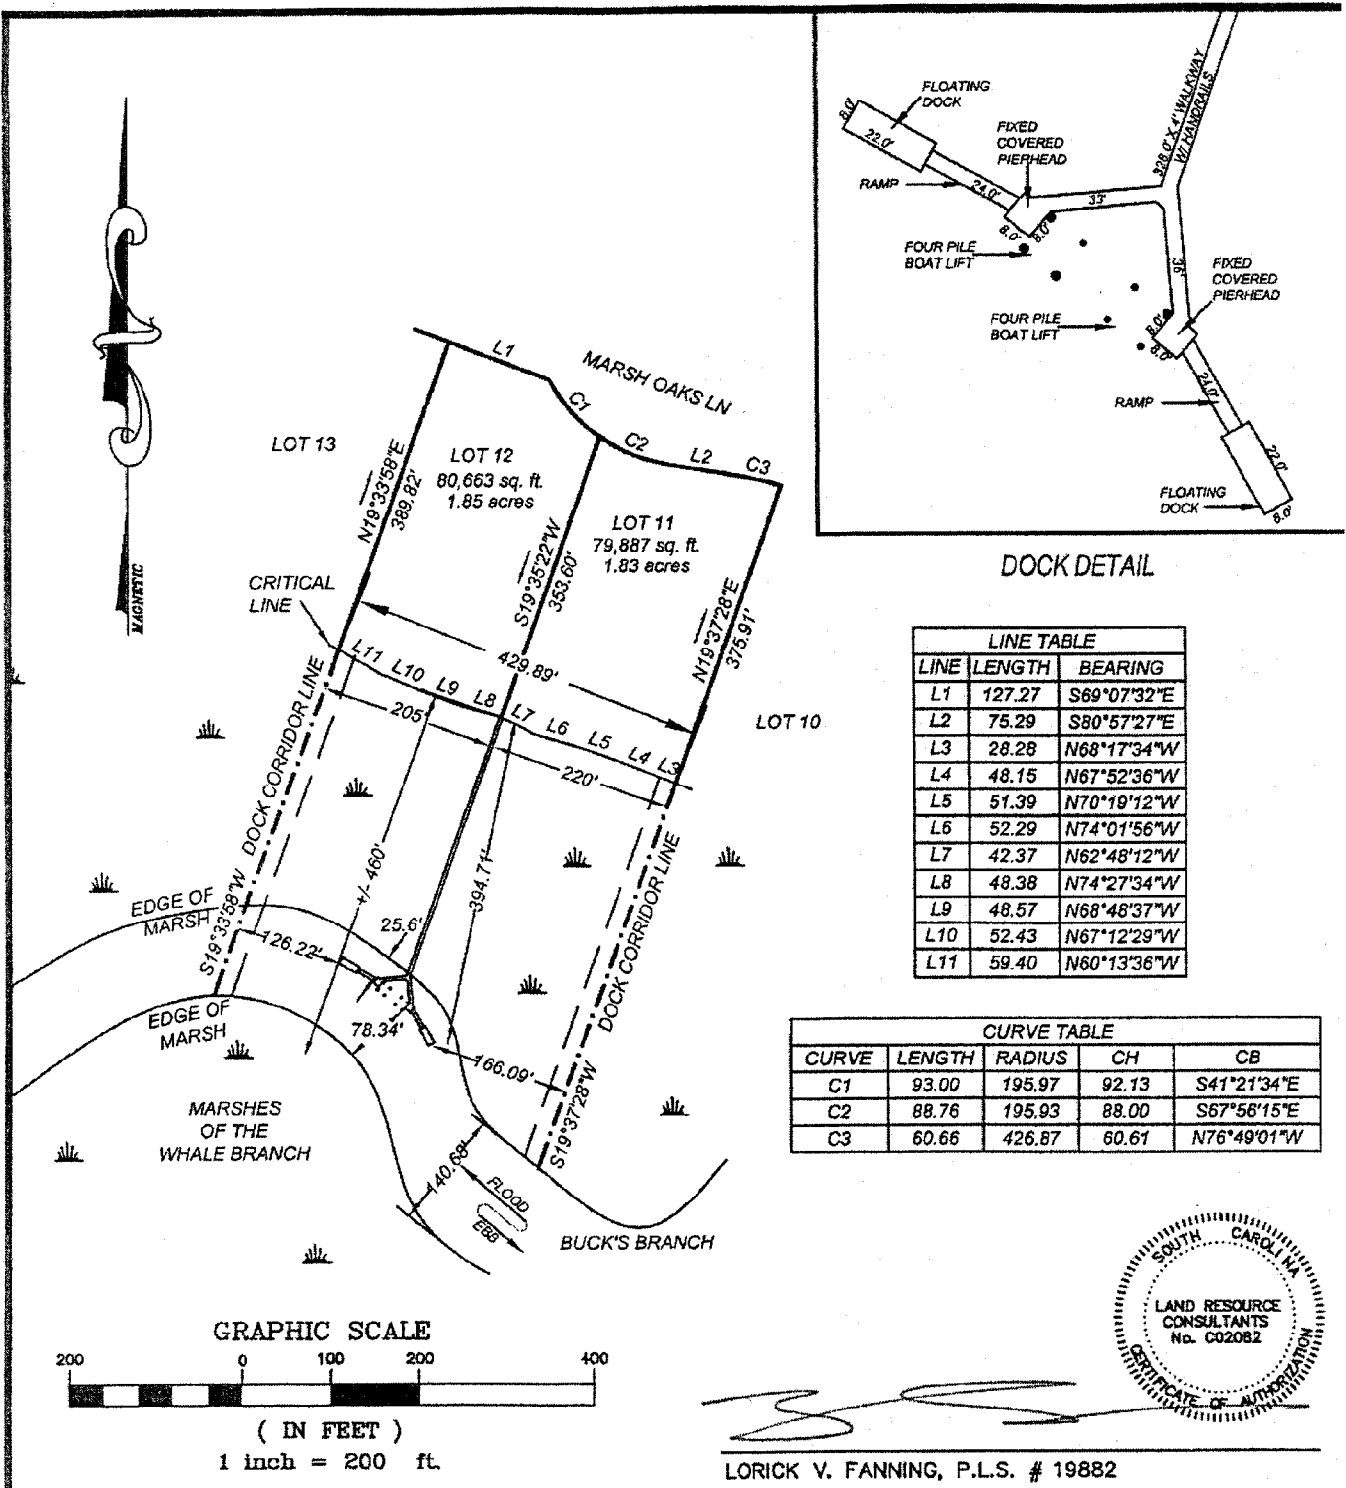 FLOATING
DOCK
8.0'
22.0'
FIXED
COVERED
PIERHEAD
RAMP
24.0'
328.0' X 4' WALKWAY
W/ HANDRAILS
33'
8.0'
8.0'
FOUR PILE
BOAT LIFT
36'
FIXED
COVERED
PIERHEAD
FOUR PILE
BOAT LIFT
8.0'
8.0'
24.0'
RAMP
22.0'
FLOATING
DOCK
8.0'
DOCK DETAIL
MAGNETIC
L1
MARSH OAKS LN
C1
C2
L2
C3
LOT 13
N19°33'58"E
389.82'
LOT 12
80,663 sq. ft.
1.85 acres
S19°35'22"W
353.60'
LOT 11
79,887 sq. ft.
1.83 acres
N19°37'28"E
375.91'
LOT 10
CRITICAL
LINE
429.89'
L11
L10
L9
L8
L7
L6
L5
L4
L3
205'
220'
S19°33'58"W DOCK CORRIDOR LINE
+/- 460'
394.71'
S19°37'28"W DOCK CORRIDOR LINE
EDGE OF
MARSH
25.6'
126.22'
EDGE OF
MARSH
78.34'
166.09'
MARSHES
OF THE
WHALE BRANCH
140.68'
FLOOD
EBB
BUCK'S BRANCH
LINE TABLE
LINE LENGTH BEARING
L1 127.27 S69°07'32"E
L2 75.29 S80°57'27"E
L3 28.28 N68°17'34"W
L4 48.15 N67°52'36"W
L5 51.39 N70°19'12"W
L6 52.29 N74°01'56"W
L7 42.37 N62°48'12"W
L8 48.38 N74°27'34"W
L9 48.57 N68°48'37"W
L10 52.43 N67°12'29"W
L11 59.40 N60°13'36"W
CURVE TABLE
CURVE LENGTH RADIUS CH CB
C1 93.00 195.97 92.13 S41°21'34"E
C2 88.76 195.93 88.00 S67°56'15"E
C3 60.66 426.87 60.61 N76°49'01"W
GRAPHIC SCALE
200 0 100 200 400
( IN FEET )
1 inch = 200 ft.
SOUTH CAROLINA
LAND RESOURCE
CONSULTANTS
No. C02082
CERTIFICATE OF AUTHORIZATION
LORICK V. FANNING, P.L.S. # 19882